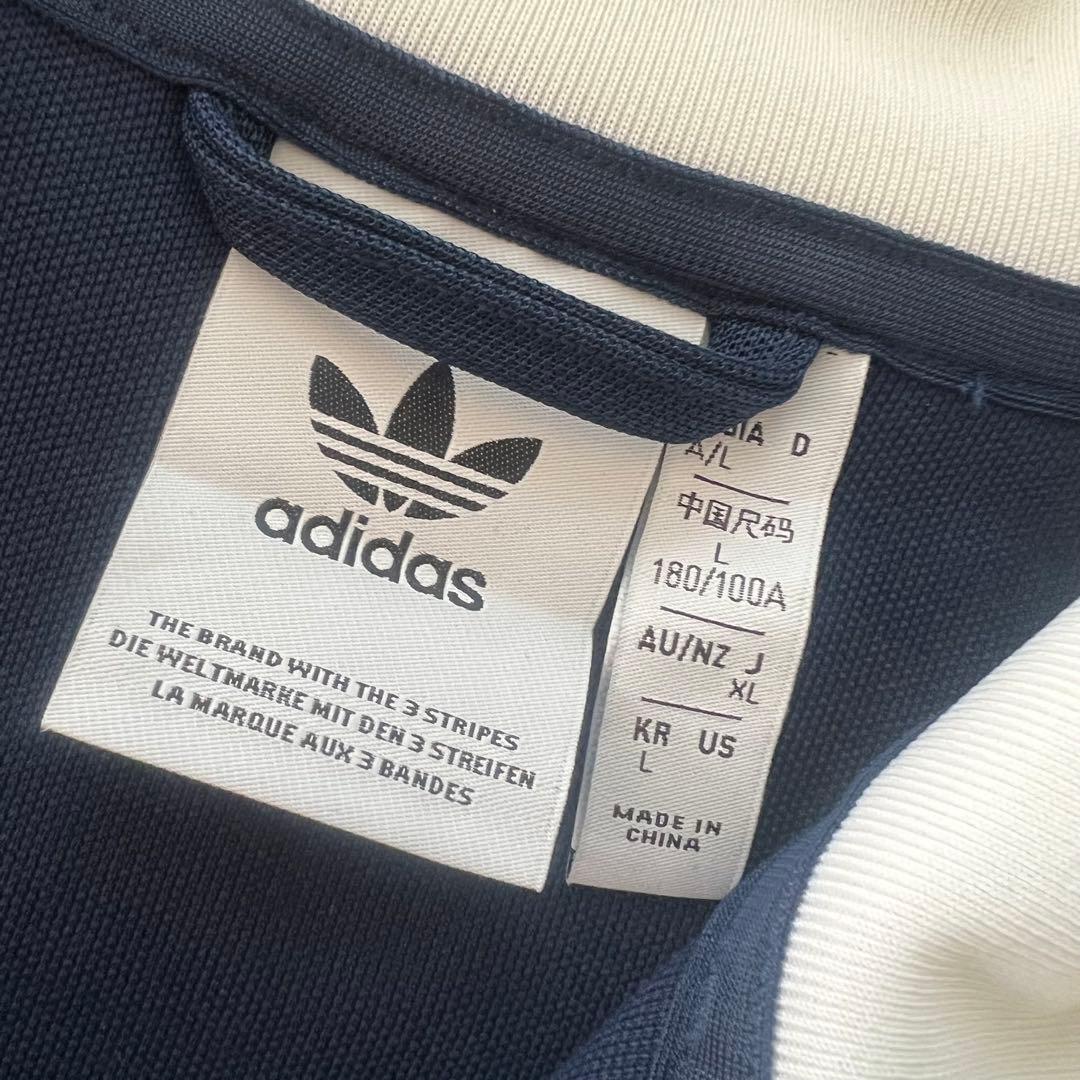 adidas
THE BRAND WITH THE 3 STRIPES
DIE WELTMARKE MIT DEN 3 STREIFEN
LA MARQUE AUX 3 BANDES
D
A/L
中国尺码
L
180/100A
AU/NZ J
XL
KR US
L
MADE IN
CHINA